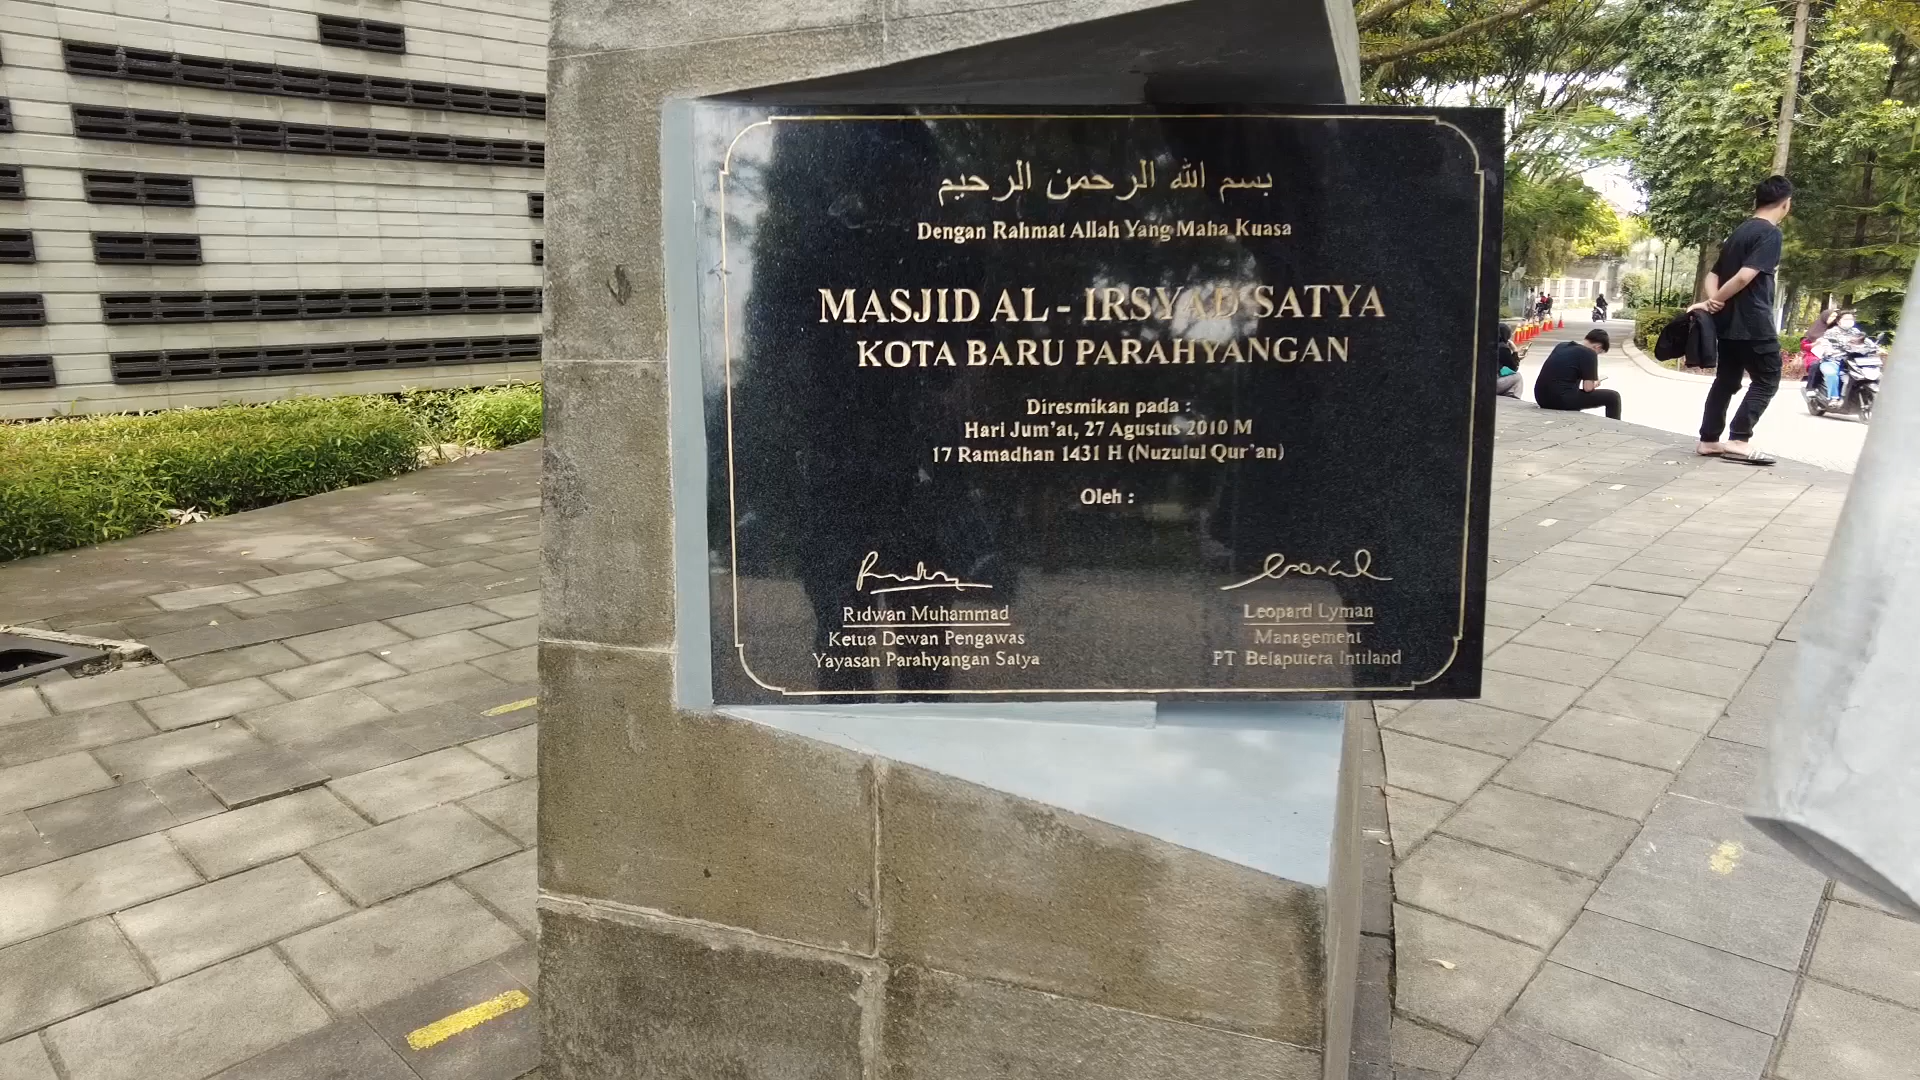 بسم الله الرحمن الرحيم
Dengan Rahmat Allah Yang Maha Kuasa
MASJID AL - IRSYAD SATYA
KOTA BARU PARAHYANGAN
Diresmikan pada :
Hari Jum'at, 27 Agustus 2010 M
17 Ramadhan 1431 H (Nuzulul Qur'an)
Oleh :
Ridwan Muhammad
Ketua Dewan Pengawas
Yayasan Parahyangan Satya
Leopard Lyman
Management
PT Belaputera Intiland